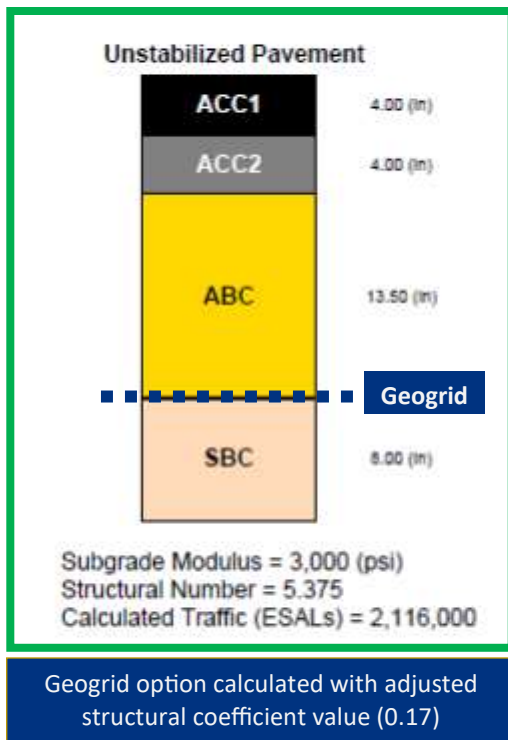 Unstabilized Pavement
ACC1 4.00 (in)
ACC2 4.00 (in)
ABC 13.50 (in)
Geogrid
SBC 8.00 (in)
Subgrade Modulus = 3,000 (psi)
Structural Number = 5.375
Calculated Traffic (ESALs) = 2,116,000
Geogrid option calculated with adjusted
structural coefficient value (0.17)